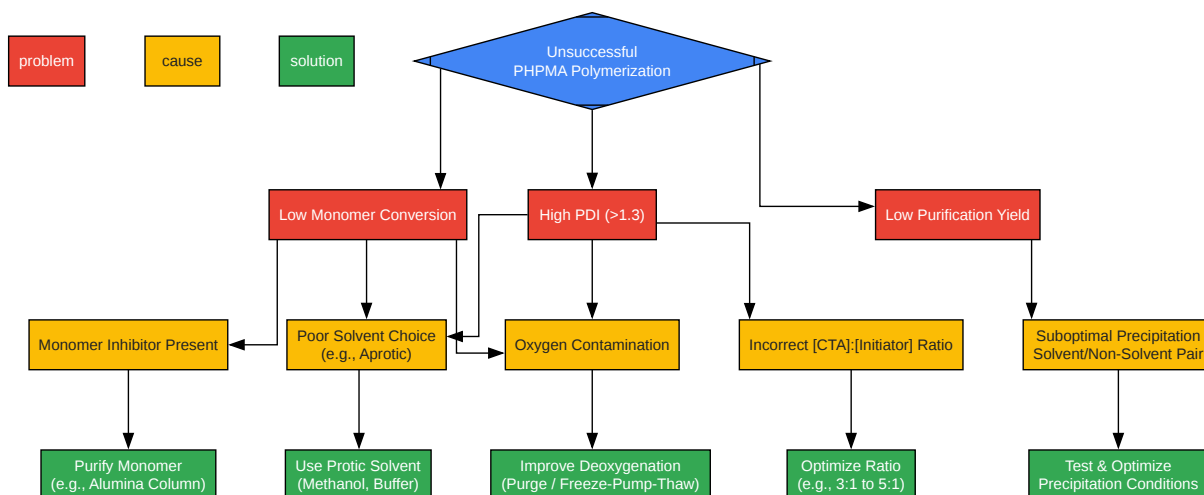 problem
cause
solution
Unsuccessful
PHPMA Polymerization
Low Monomer Conversion
High PDI (>1.3)
Low Purification Yield
Monomer Inhibitor Present
Poor Solvent Choice
(e.g., Aprotic)
Oxygen Contamination
Incorrect [CTA]:[Initiator] Ratio
Suboptimal Precipitation
Solvent/Non-Solvent Pair
Purify Monomer
(e.g., Alumina Column)
Use Protic Solvent
(Methanol, Buffer)
Improve Deoxygenation
(Purge / Freeze-Pump-Thaw)
Optimize Ratio
(e.g., 3:1 to 5:1)
Test & Optimize
Precipitation Conditions